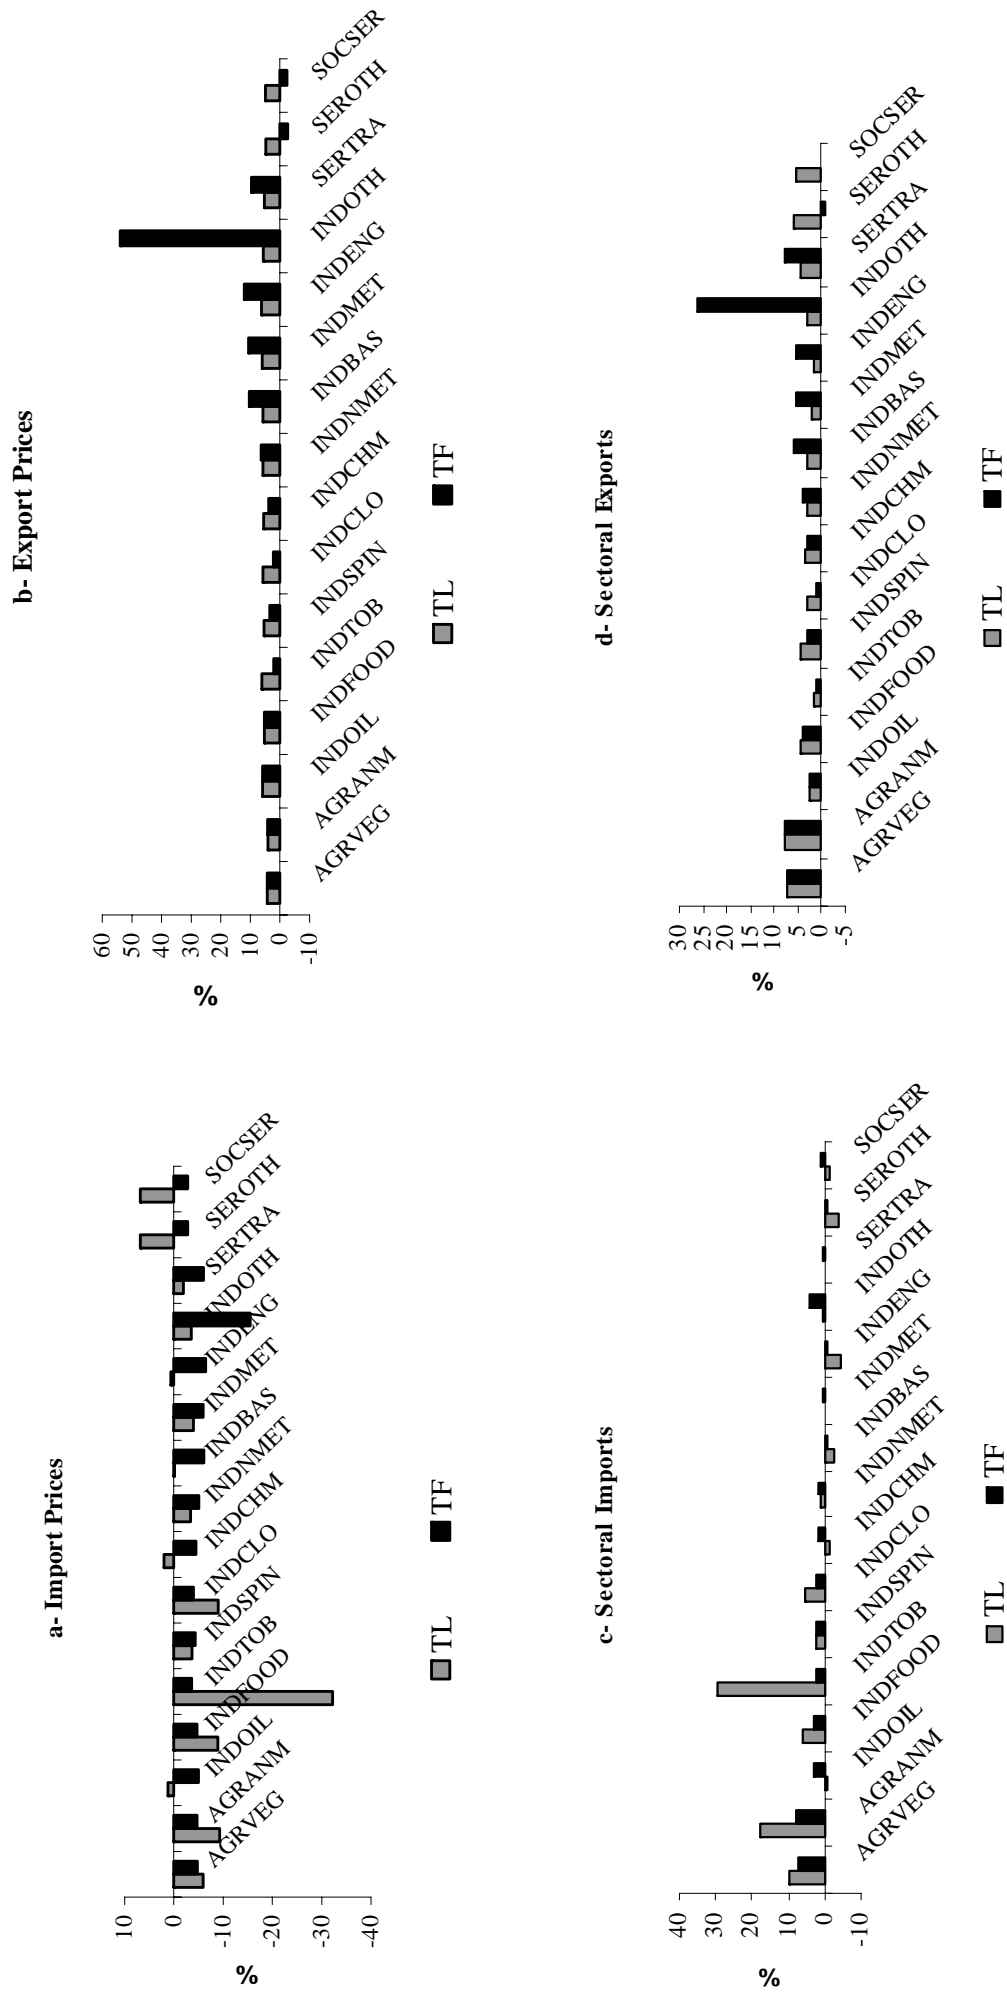 a- Import Prices
%
10
0
-10
-20
-30
-40
AGRVEG
AGRANM
INDOIL
INDFOOD
INDTOB
INDSPIN
INDCLO
INDCHM
INDNMET
INDBAS
INDMET
INDENG
INDOTH
SERTRA
SEROTH
SOCSER
TL TF
b- Export Prices
%
60
50
40
30
20
10
0
-10
AGRVEG
AGRANM
INDOIL
INDFOOD
INDTOB
INDSPIN
INDCLO
INDCHM
INDNMET
INDBAS
INDMET
INDENG
INDOTH
SERTRA
SEROTH
SOCSER
TL TF
c- Sectoral Imports
%
40
30
20
10
0
-10
AGRVEG
AGRANM
INDOIL
INDFOOD
INDTOB
INDSPIN
INDCLO
INDCHM
INDNMET
INDBAS
INDMET
INDENG
INDOTH
SERTRA
SEROTH
SOCSER
TL TF
d- Sectoral Exports
%
30
25
20
15
10
5
0
-5
AGRVEG
AGRANM
INDOIL
INDFOOD
INDTOB
INDSPIN
INDCLO
INDCHM
INDNMET
INDBAS
INDMET
INDENG
INDOTH
SERTRA
SEROTH
SOCSER
TL TF